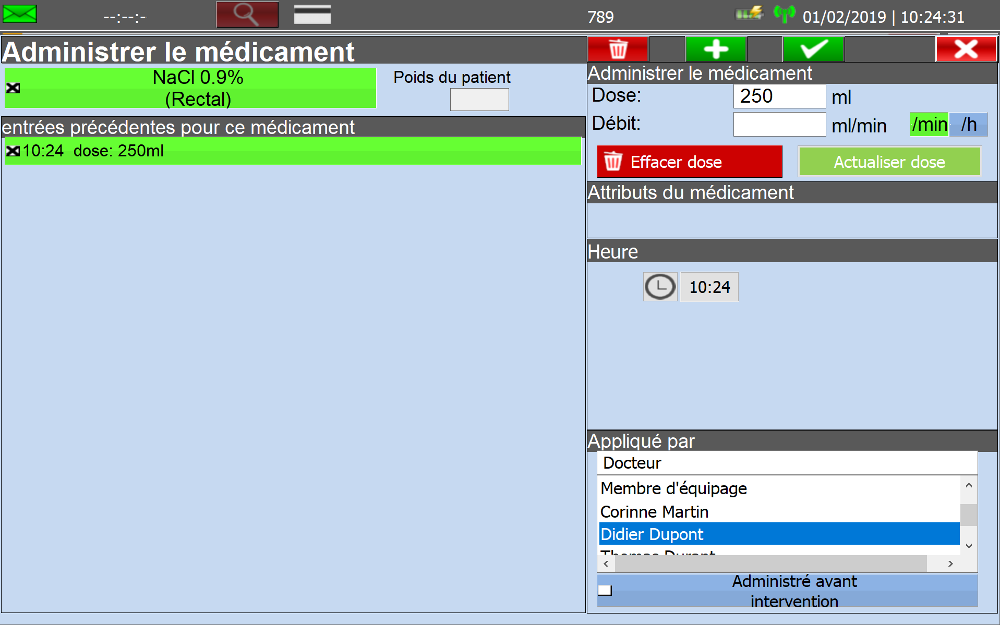 --:--:-
789
01/02/2019 | 10:24:31
Administrer le médicament
NaCl 0.9%
(Rectal)
Poids du patient
entrées précédentes pour ce médicament
10:24 dose: 250ml
Administrer le médicament
Dose: 250 ml
Débit: ml/min /min /h
Effacer dose
Actualiser dose
Attributs du médicament
Heure
10:24
Appliqué par
Docteur
Membre d'équipage
Corinne Martin
Didier Dupont
Thomas Durant
Administré avant
intervention